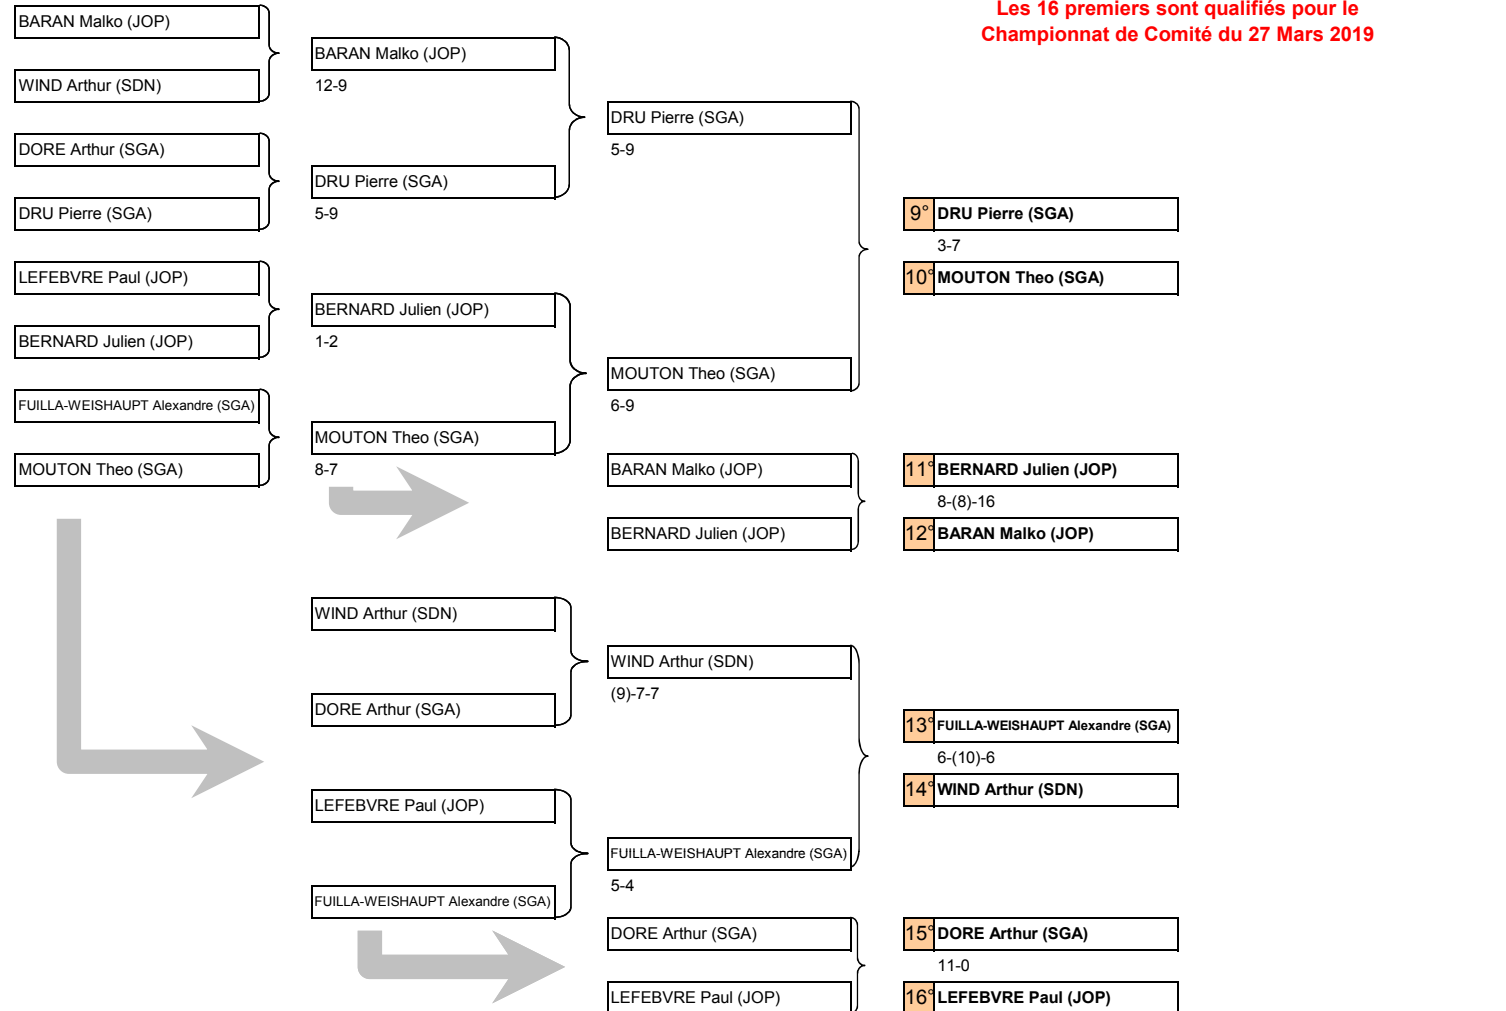 Les 16 premiers sont qualifiés pour le
Championnat de Comité du 27 Mars 2019
BARAN Malko (JOP)
WIND Arthur (SDN)
DORE Arthur (SGA)
DRU Pierre (SGA)
LEFEBVRE Paul (JOP)
BERNARD Julien (JOP)
FUILLA-WEISHAUPT Alexandre (SGA)
MOUTON Theo (SGA)
BARAN Malko (JOP)
12-9
DRU Pierre (SGA)
5-9
BERNARD Julien (JOP)
1-2
MOUTON Theo (SGA)
8-7
DRU Pierre (SGA)
5-9
MOUTON Theo (SGA)
6-9
9° DRU Pierre (SGA)
3-7
10° MOUTON Theo (SGA)
BARAN Malko (JOP)
BERNARD Julien (JOP)
11° BERNARD Julien (JOP)
8-(8)-16
12° BARAN Malko (JOP)
WIND Arthur (SDN)
DORE Arthur (SGA)
LEFEBVRE Paul (JOP)
FUILLA-WEISHAUPT Alexandre (SGA)
WIND Arthur (SDN)
(9)-7-7
FUILLA-WEISHAUPT Alexandre (SGA)
5-4
13° FUILLA-WEISHAUPT Alexandre (SGA)
6-(10)-6
14° WIND Arthur (SDN)
DORE Arthur (SGA)
LEFEBVRE Paul (JOP)
15° DORE Arthur (SGA)
11-0
16° LEFEBVRE Paul (JOP)